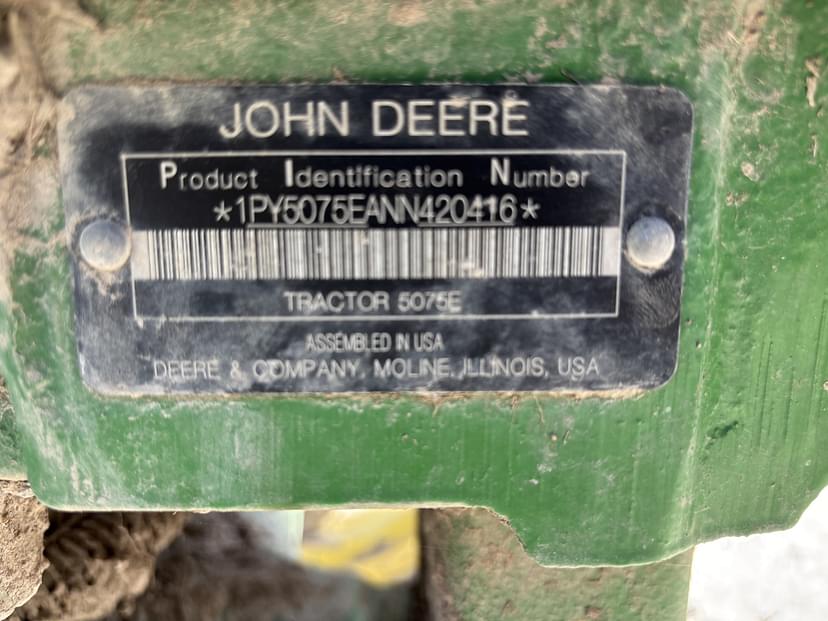 JOHN DEERE
Product Identification Number
*1PY5075EANN420416*
TRACTOR 5075E
ASSEMBLED IN USA
DEERE & COMPANY, MOLINE, ILLINOIS, USA